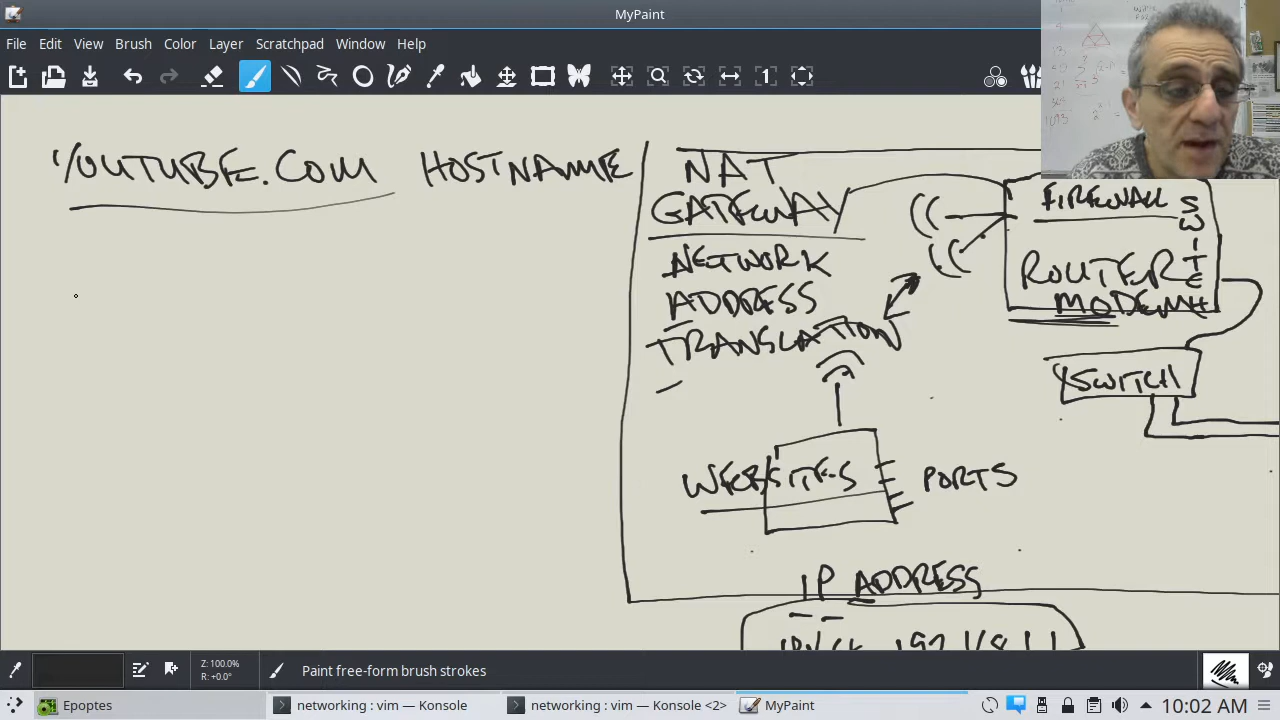 MyPaint
File Edit View Brush Color Layer Scratchpad Window Help
YOUTUBE.COM HOSTNAME
NAT
GATEWAY
NETWORK
ADDRESS
TRANSLATION
FIREWALL
SWITCH
ROUTER
MODEM
SWITCH
WEBSITES
PORTS
IP ADDRESS
Z: 100.0%
R: +0.0°
Paint free-form brush strokes
Epoptes
networking : vim — Konsole
networking : vim — Konsole <2>
MyPaint
10:02 AM